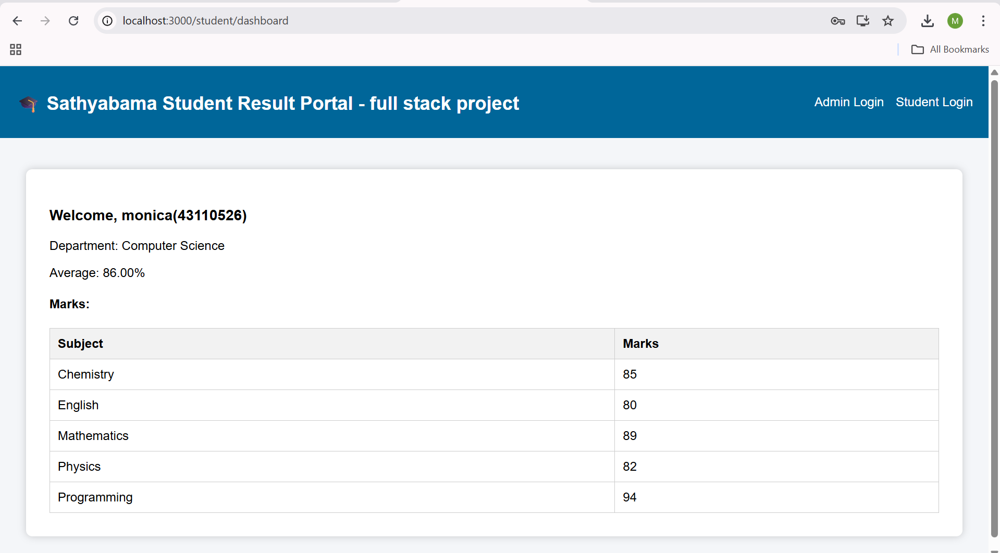 localhost:3000/student/dashboard
M
All Bookmarks
Sathyabama Student Result Portal - full stack project
Admin Login Student Login
Welcome, monica(43110526)
Department: Computer Science
Average: 86.00%
Marks:
Subject Marks
Chemistry 85
English 80
Mathematics 89
Physics 82
Programming 94